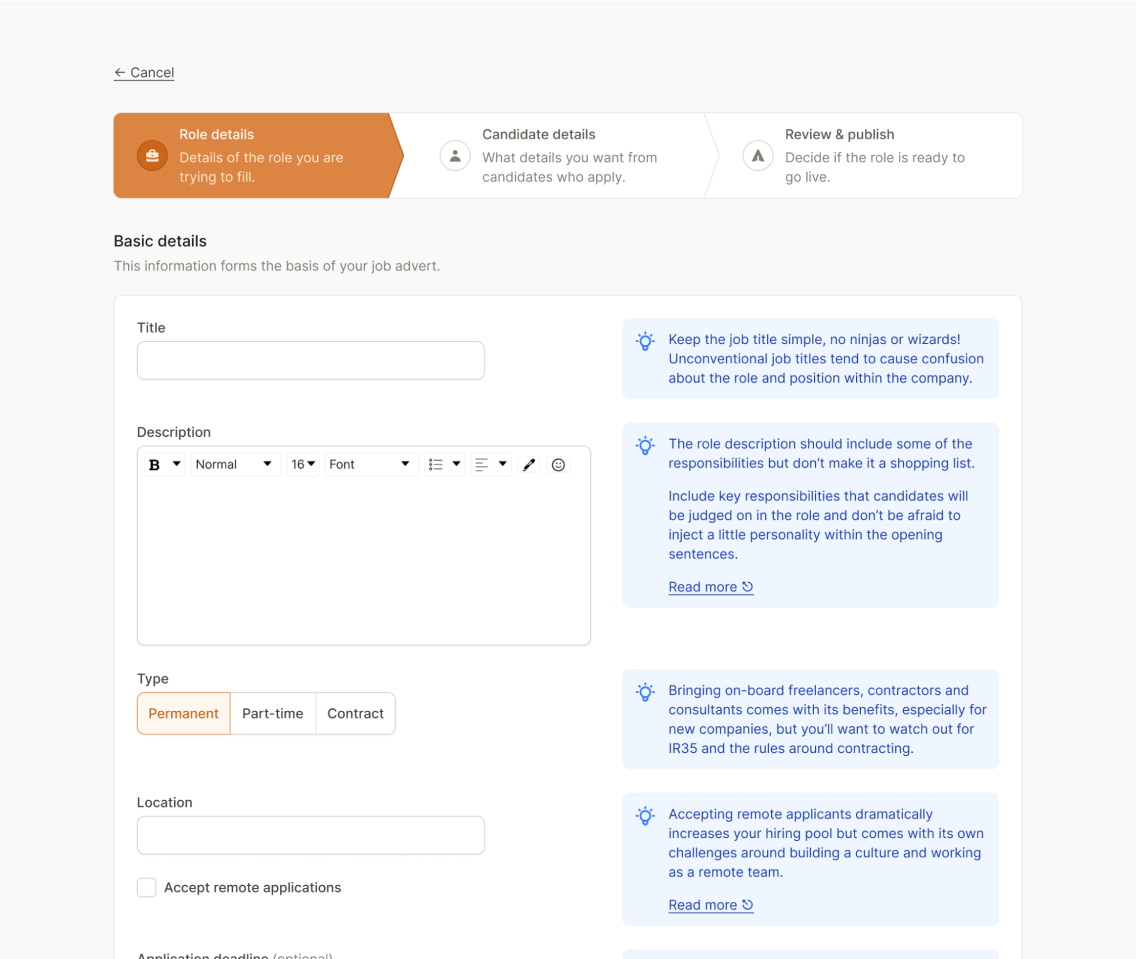 ← Cancel
Role details
Details of the role you are
trying to fill.
Candidate details
What details you want from
candidates who apply.
Review & publish
Decide if the role is ready to
go live.
Basic details
This information forms the basis of your job advert.
Title
Keep the job title simple, no ninjas or wizards!
Unconventional job titles tend to cause confusion
about the role and position within the company.
Description
B Normal 16 Font
The role description should include some of the
responsibilities but don’t make it a shopping list.
Include key responsibilities that candidates will
be judged on in the role and don’t be afraid to
inject a little personality within the opening
sentences.
Read more
Type
Permanent Part-time Contract
Bringing on-board freelancers, contractors and
consultants comes with its benefits, especially for
new companies, but you’ll want to watch out for
IR35 and the rules around contracting.
Location
Accept remote applications
Accepting remote applicants dramatically
increases your hiring pool but comes with its own
challenges around building a culture and working
as a remote team.
Read more
Application deadline (optional)